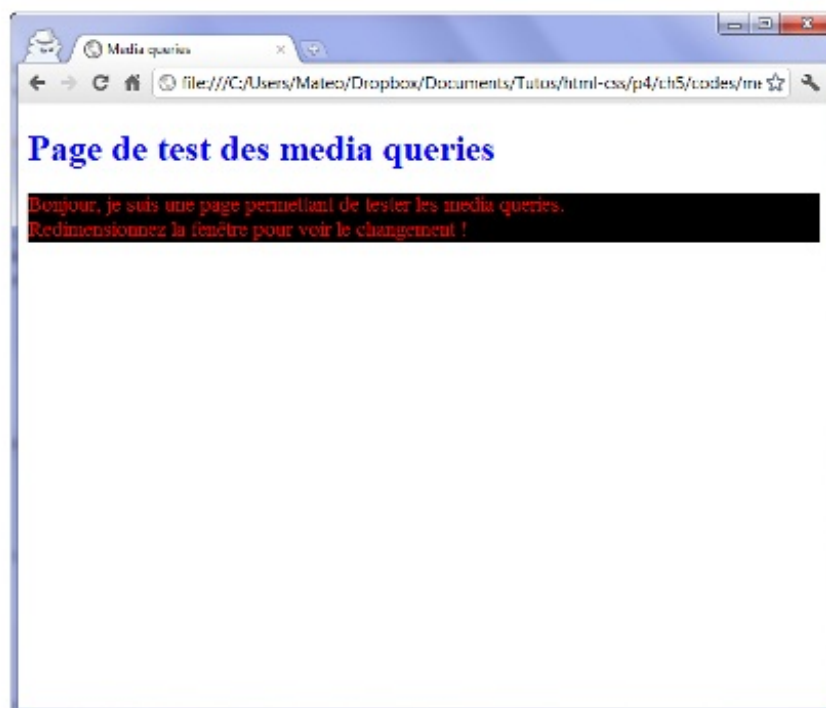 Media queries
file:///C:/Users/Mateo/Dropbox/Documents/Tutos/html-css/p4/ch5/codes/me
Page de test des media queries
Bonjour, je suis une page permettant de tester les media queries.
Redimensionnez la fenêtre pour voir le changement !